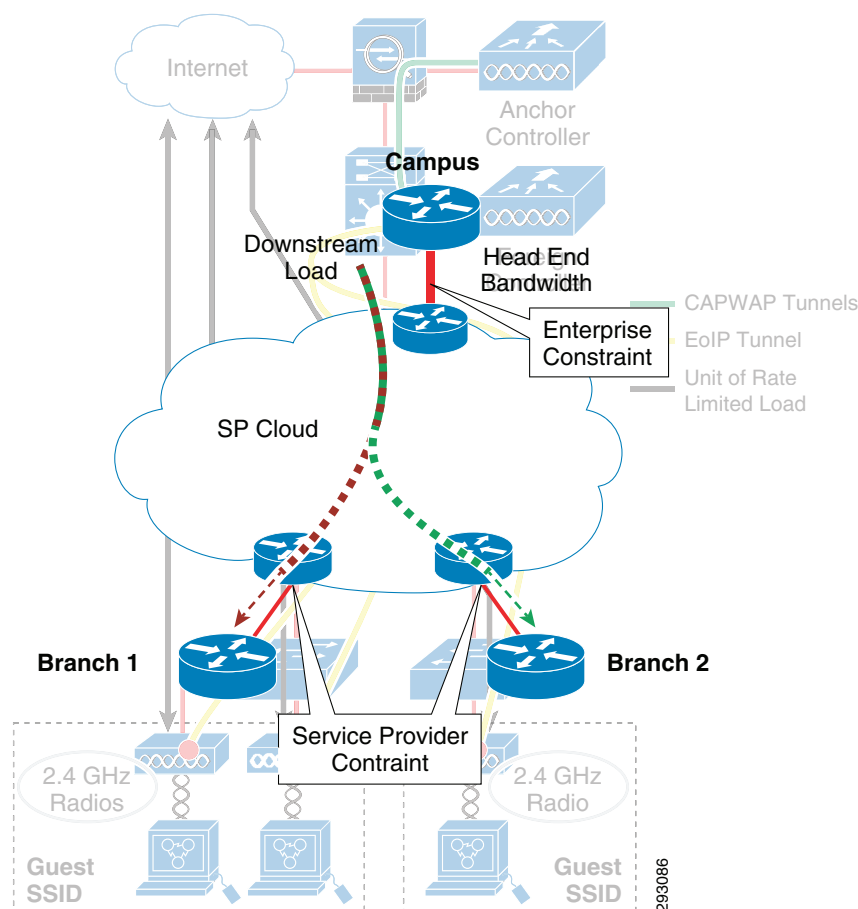 Internet
Anchor
Controller
Campus
Downstream
Load
Head End
Bandwidth
Controller
Enterprise
Constraint
CAPWAP Tunnels
EoIP Tunnel
Unit of Rate
Limited Load
SP Cloud
Branch 1
Branch 2
Service Provider
Contraint
2.4 GHz
Radios
2.4 GHz
Radio
Guest
SSID
Guest
SSID
293086